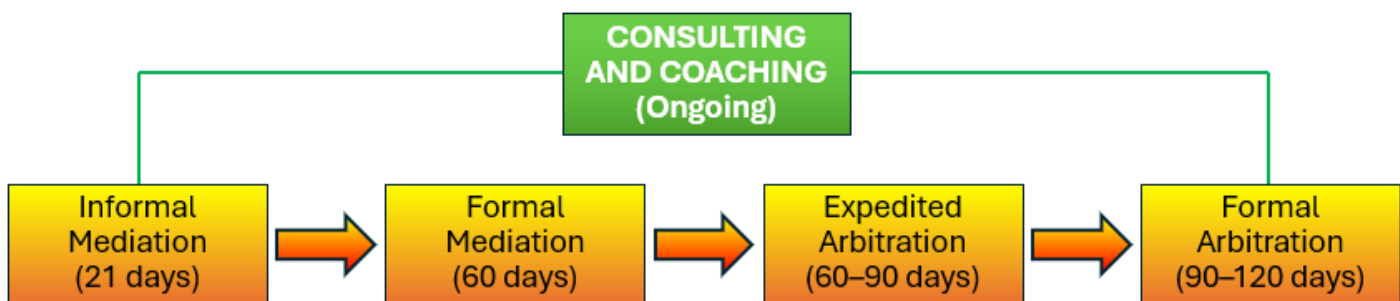 CONSULTING
AND COACHING
(Ongoing)
Informal
Mediation
(21 days)
Formal
Mediation
(60 days)
Expedited
Arbitration
(60–90 days)
Formal
Arbitration
(90–120 days)